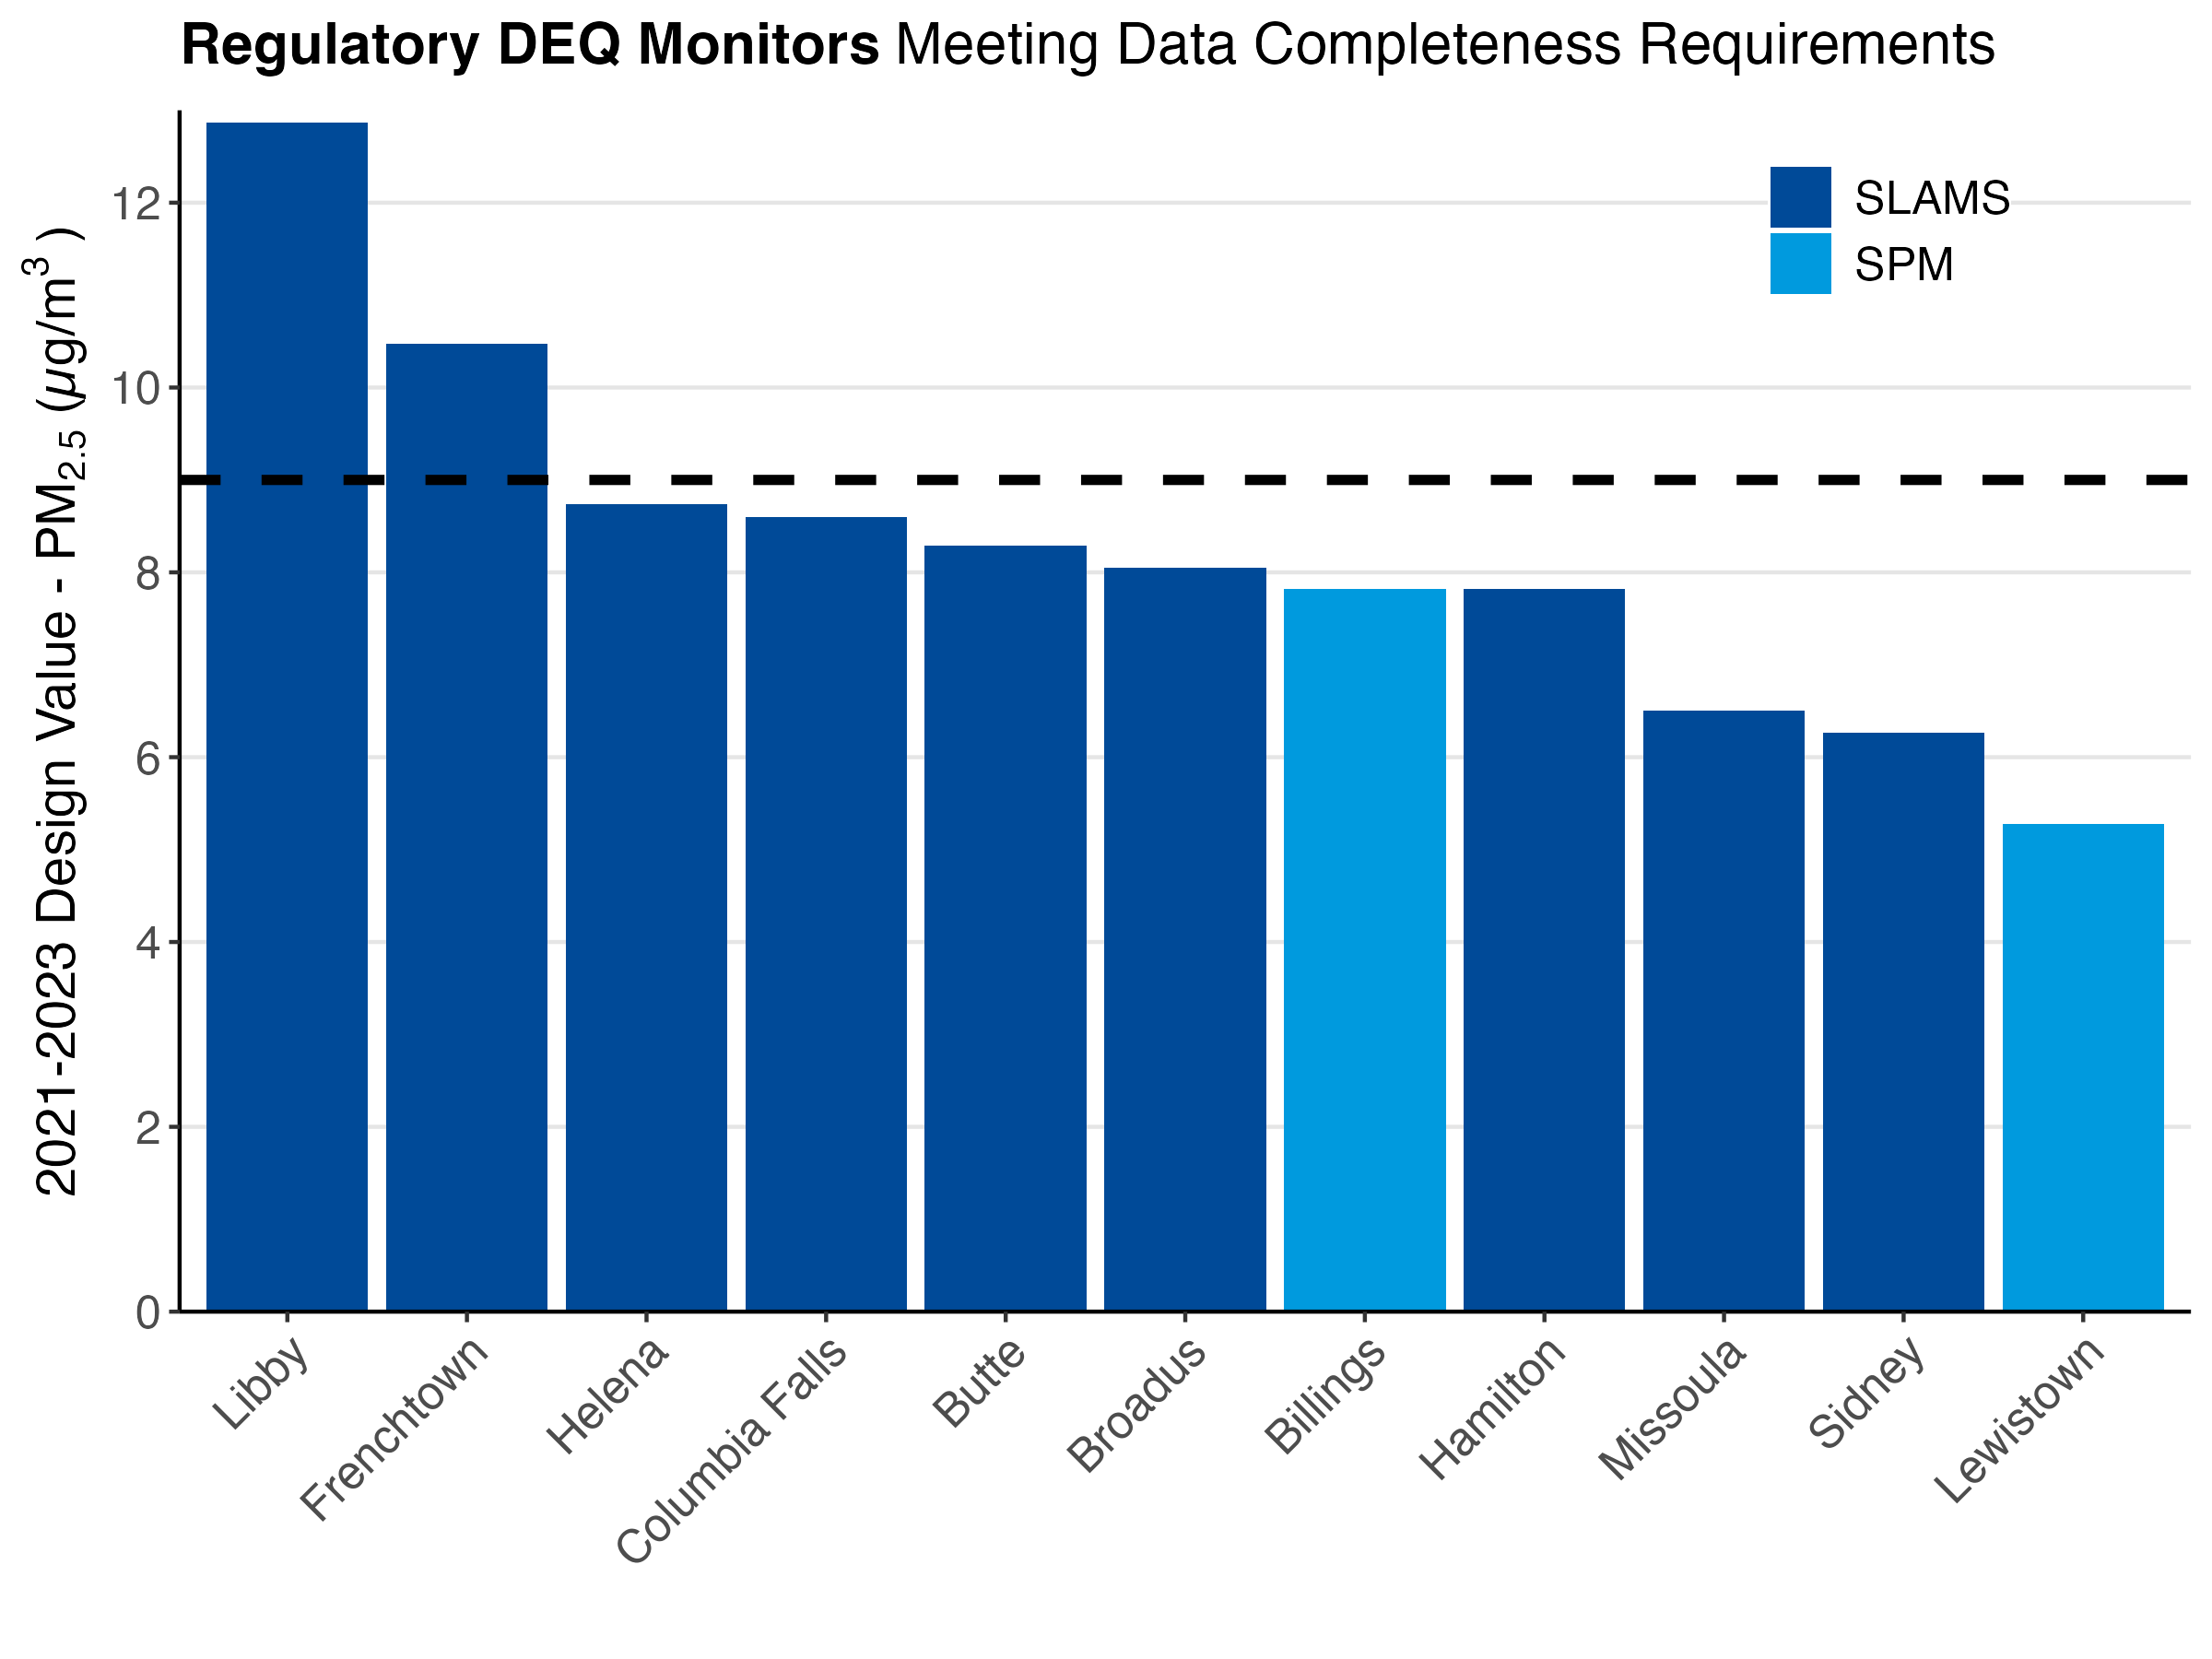 Regulatory DEQ Monitors Meeting Data Completeness Requirements
2021-2023 Design Value - PM2.5 (µg/m3)
12
10
8
6
4
2
0
SLAMS
SPM
Libby
Frenchtown
Helena
Columbia Falls
Butte
Broadus
Billings
Hamilton
Missoula
Sidney
Lewistown